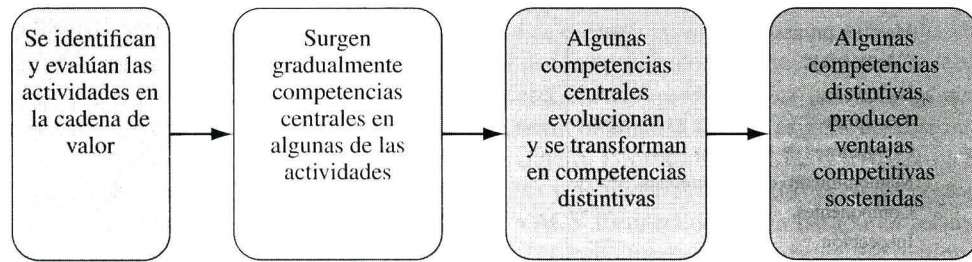 Se identifican
y evalúan las
actividades en
la cadena de
valor
Surgen
gradualmente
competencias
centrales en
algunas de las
actividades
Algunas
competencias
centrales
evolucionan
y se transforman
en competencias
distintivas
Algunas
competencias
distintivas
producen
ventajas
competitivas
sostenidas